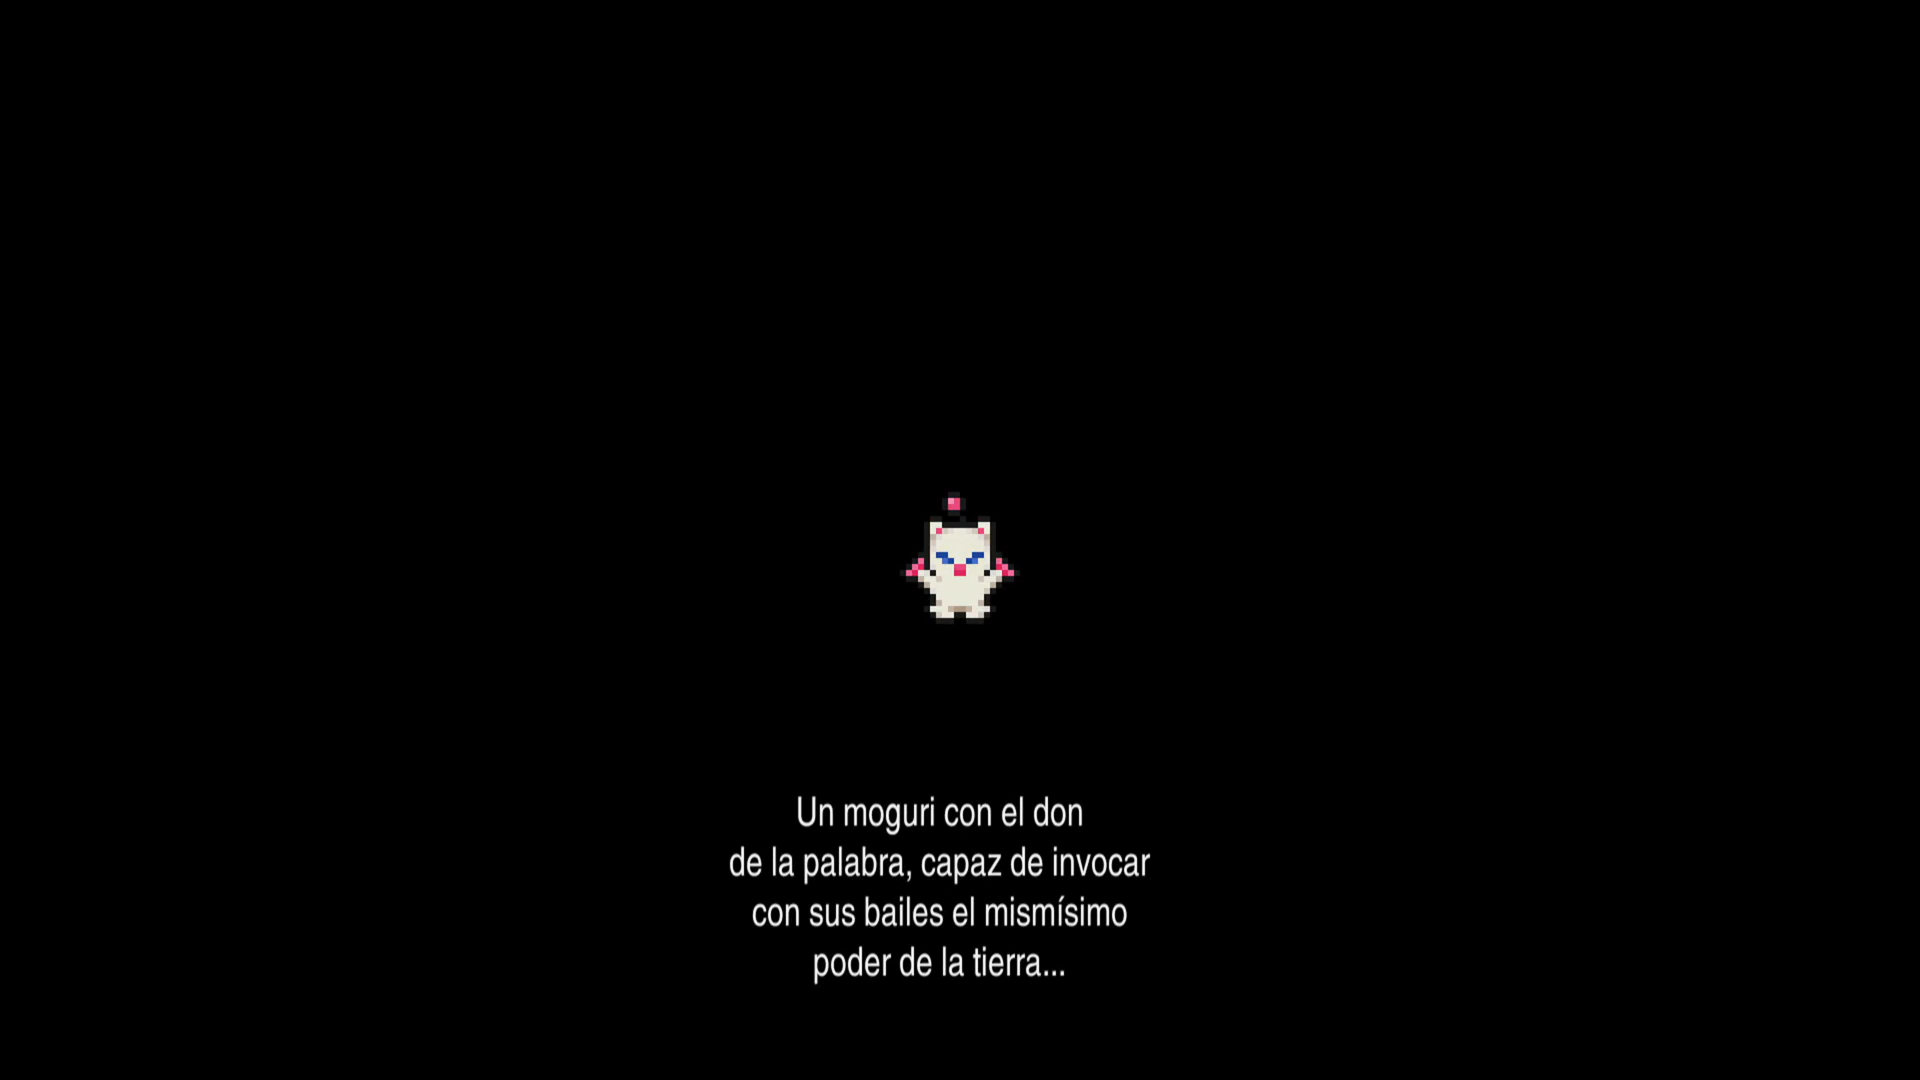 Un moguri con el don
de la palabra, capaz de invocar
con sus bailes el mismísimo
poder de la tierra...